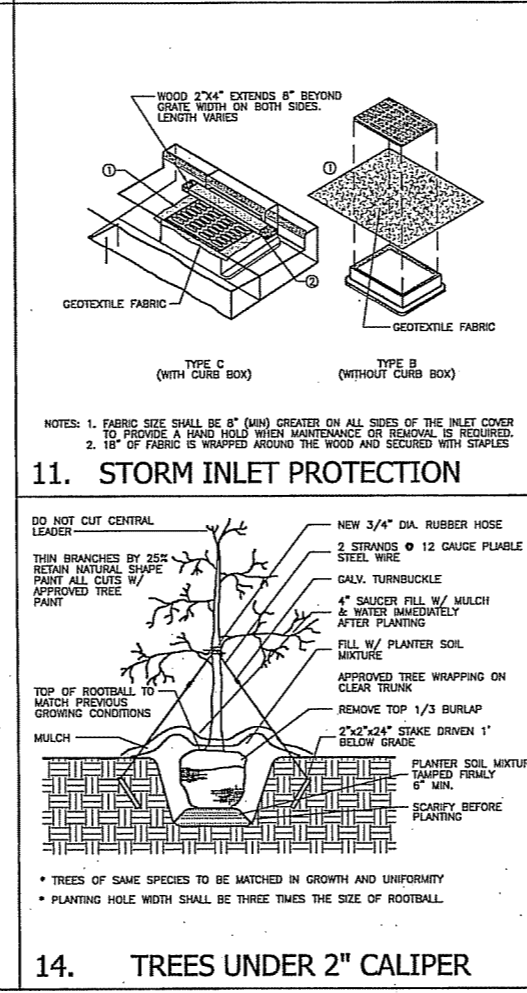 WOOD 2"X4" EXTENDS 8" BEYOND
GRATE WIDTH ON BOTH SIDES.
LENGTH VARIES
①
①
②
GEOTEXTILE FABRIC
GEOTEXTILE FABRIC
TYPE C
(WITH CURB BOX)
TYPE B
(WITHOUT CURB BOX)
NOTES: 1. FABRIC SIZE SHALL BE 8" (MIN) GREATER ON ALL SIDES OF THE INLET COVER
TO PROVIDE A HAND HOLD WHEN MAINTENANCE OR REMOVAL IS REQUIRED.
2. 18" OF FABRIC IS WRAPPED AROUND THE WOOD AND SECURED WITH STAPLES
11. STORM INLET PROTECTION
DO NOT CUT CENTRAL
LEADER
THIN BRANCHES BY 25%
RETAIN NATURAL SHAPE
PAINT ALL CUTS W/
APPROVED TREE
PAINT
TOP OF ROOTBALL TO
MATCH PREVIOUS
GROWING CONDITIONS
MULCH
NEW 3/4" DIA. RUBBER HOSE
2 STRANDS 12 GAUGE PLIABLE
STEEL WIRE
GALV. TURNBUCKLE
4" SAUCER FILL W/ MULCH
& WATER IMMEDIATELY
AFTER PLANTING
FILL W/ PLANTER SOIL
MIXTURE
APPROVED TREE WRAPPING ON
CLEAR TRUNK
REMOVE TOP 1/3 BURLAP
2"x2"x24" STAKE DRIVEN 1'
BELOW GRADE
PLANTER SOIL MIXTUR
TAMPED FIRMLY
6" MIN.
SCARIFY BEFORE
PLANTING
* TREES OF SAME SPECIES TO BE MATCHED IN GROWTH AND UNIFORMITY
* PLANTING HOLE WIDTH SHALL BE THREE TIMES THE SIZE OF ROOTBALL
14. TREES UNDER 2" CALIPER